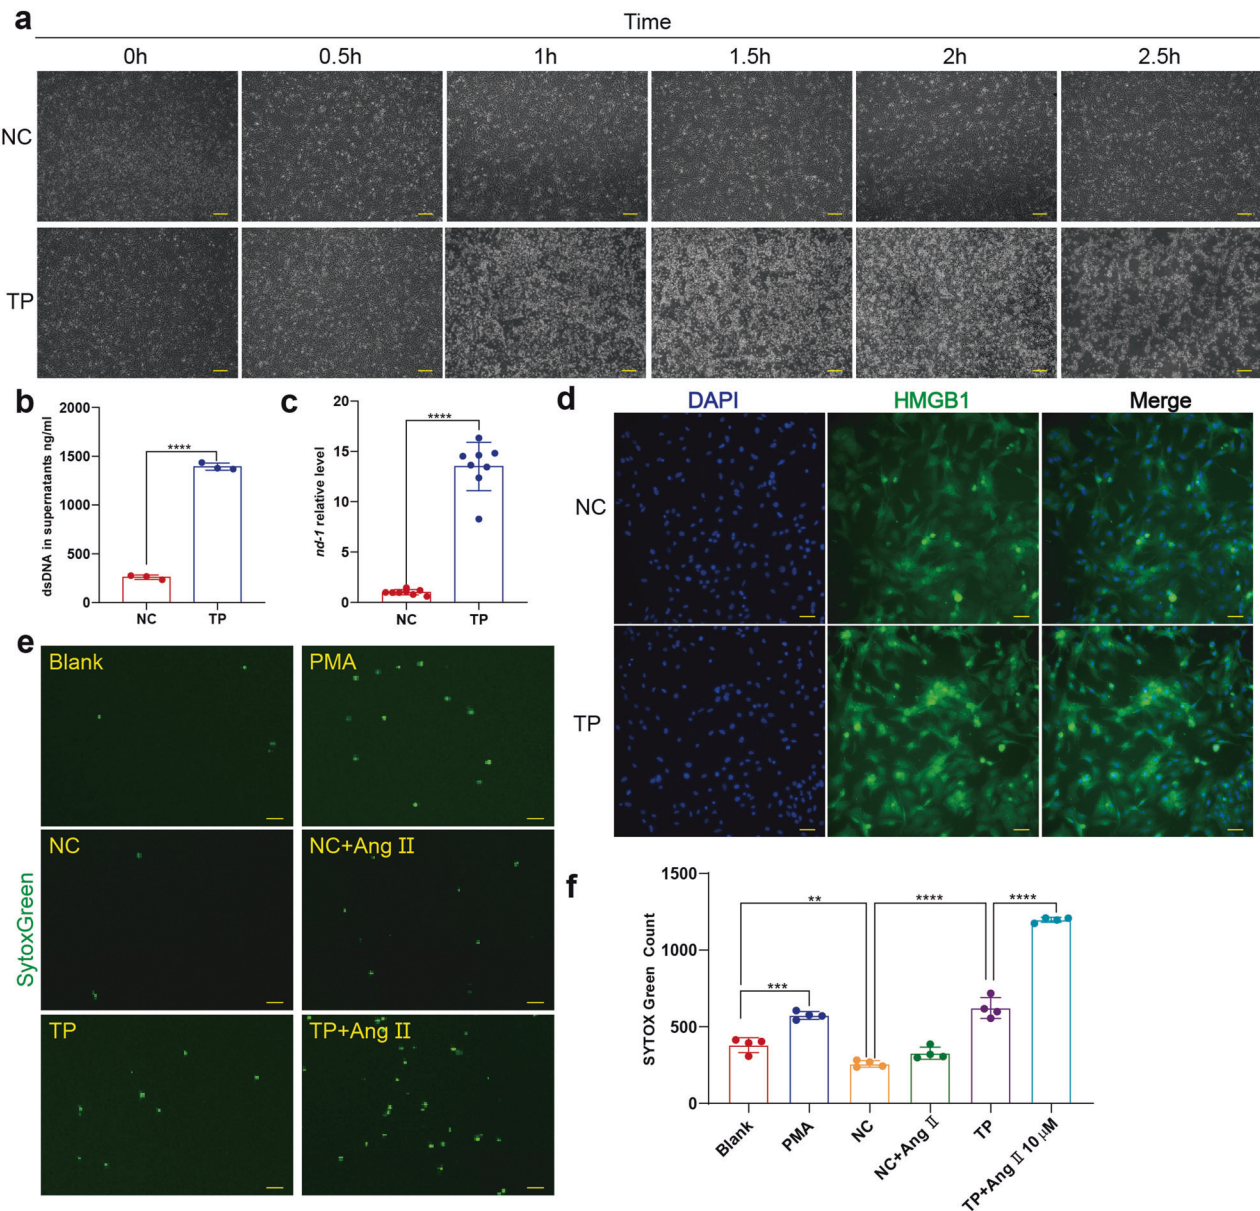 a
Time
0h 0.5h 1h 1.5h 2h 2.5h
NC
TP
b
2000
1500
1000
500
0
dsDNA in supernatants ng/ml
****
NC TP
c
20
15
10
5
0
nd-1 relative level
****
NC TP
d
DAPI HMGB1 Merge
NC
TP
e
Blank PMA
NC NC+Ang Ⅱ
TP TP+Ang Ⅱ
SytoxGreen
f
1500
1000
500
0
SYTOX Green Count
** **** ****
***
Blank PMA NC NC+Ang Ⅱ TP TP+Ang Ⅱ 10 μM